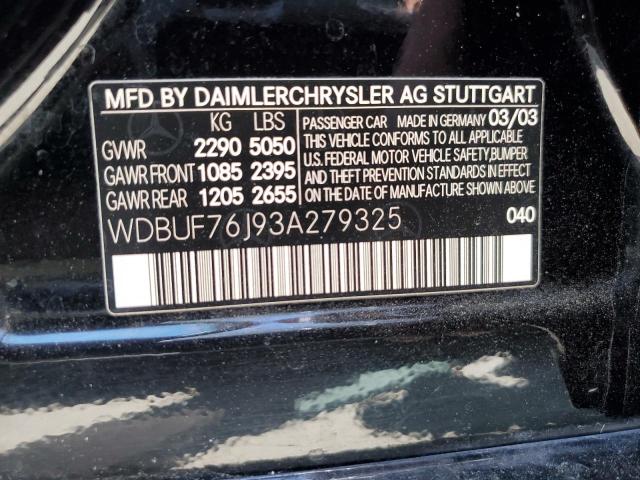 MFD BY DAIMLERCHRYSLER AG STUTTGART
KG LBS
GVWR 2290 5050
GAWR FRONT 1085 2395
GAWR REAR 1205 2655
PASSENGER CAR MADE IN GERMANY 03/03
THIS VEHICLE CONFORMS TO ALL APPLICABLE
U.S. FEDERAL MOTOR VEHICLE SAFETY, BUMPER
AND THEFT PREVENTION STANDARDS IN EFFECT
ON THE DATE OF MANUFACTURE SHOWN ABOVE.
WDBUF76J93A279325 040